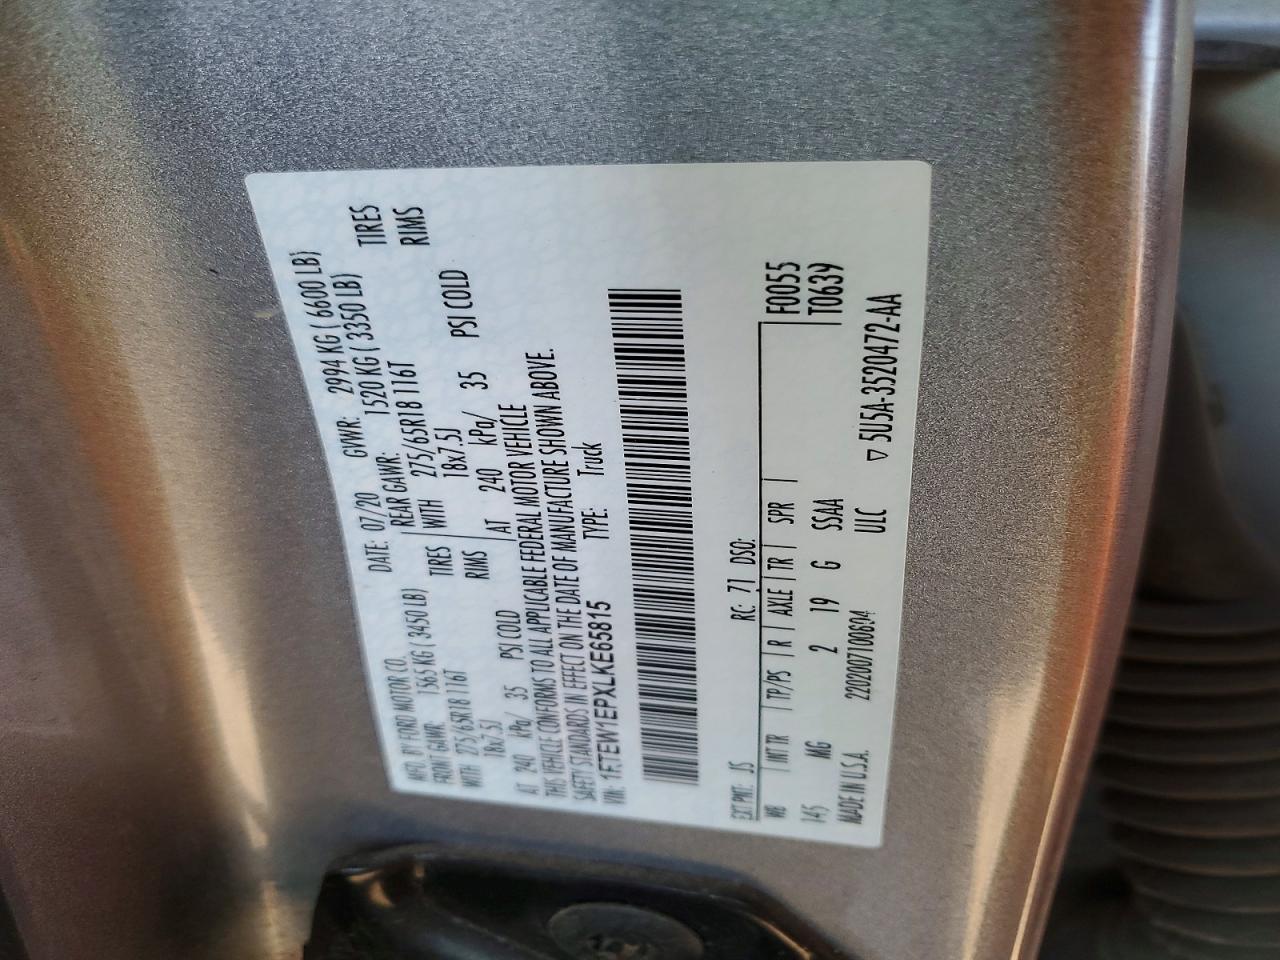 MFD. BY FORD MOTOR CO. DATE: 07/20 GVWR: 2994 KG ( 6600 LB)
FRONT GAWR: 1565 KG ( 3450 LB) REAR GAWR: 1520 KG ( 3350 LB)
WITH 275/65R18 116T TIRES WITH 275/65R18 116T TIRES
18x7.5J RIMS 18x7.5J RIMS
AT 240 kPa/ 35 PSI COLD AT 240 kPa/ 35 PSI COLD
THIS VEHICLE CONFORMS TO ALL APPLICABLE FEDERAL MOTOR VEHICLE
SAFETY STANDARDS IN EFFECT ON THE DATE OF MANUFACTURE SHOWN ABOVE.
VIN: 1FTEW1EPXLKE65815 TYPE: Truck
EXT PNT: JS RC: 71 DSO:
WB INT TR TP/PS R AXLE TR SPR F0055
145 MG 2 19 G SSAA T0639
MADE IN U.S.A. 2202007100694 ULC ▽ 5U5A-3520472-AA